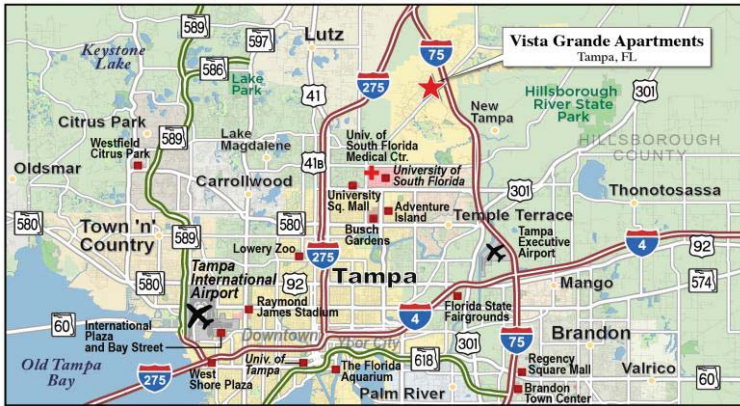 Vista Grande Apartments
Tampa, FL
589
597
Lutz
Keystone
Lake
586
Lake
Park
41
275
75
301
Hillsborough
River State
Park
New
Tampa
HILLSBOROUGH
COUNTY
Citrus Park
Westfield
Citrus Park
589
Lake
Magdalene
41B
Univ. of
South Florida
Medical Ctr.
University of
South Florida
Oldsmar
Carrollwood
University
Sq. Mall
Adventure
Island
Busch
Gardens
301
Thonotosassa
Temple Terrace
Tampa
Executive
Airport
580
Town 'n'
Country
589
580
Lowery Zoo
275
4
92
580
Tampa
International
Airport
92
Tampa
Mango
574
Raymond
James Stadium
4
Florida State
Fairgrounds
60
International
Plaza
and Bay Street
Downtown
Ybor City
618
301
75
Brandon
Old Tampa
Bay
275
West
Shore Plaza
Univ. of
Tampa
The Florida
Aquarium
Palm River
Regency
Square Mall
Brandon
Town Center
Valrico
60